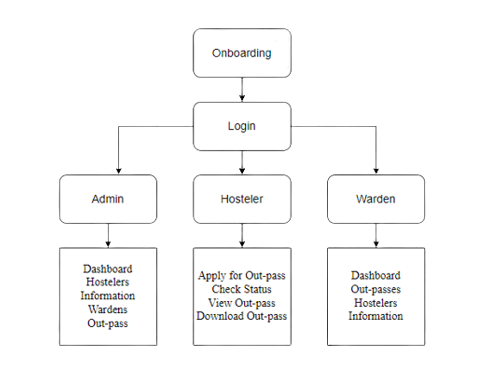 Onboarding
Login
Admin
Hosteler
Warden
Dashboard
Hostelers
Information
Wardens
Out-pass
Apply for Out-pass
Check Status
View Out-pass
Download Out-pass
Dashboard
Out-passes
Hostelers
Information